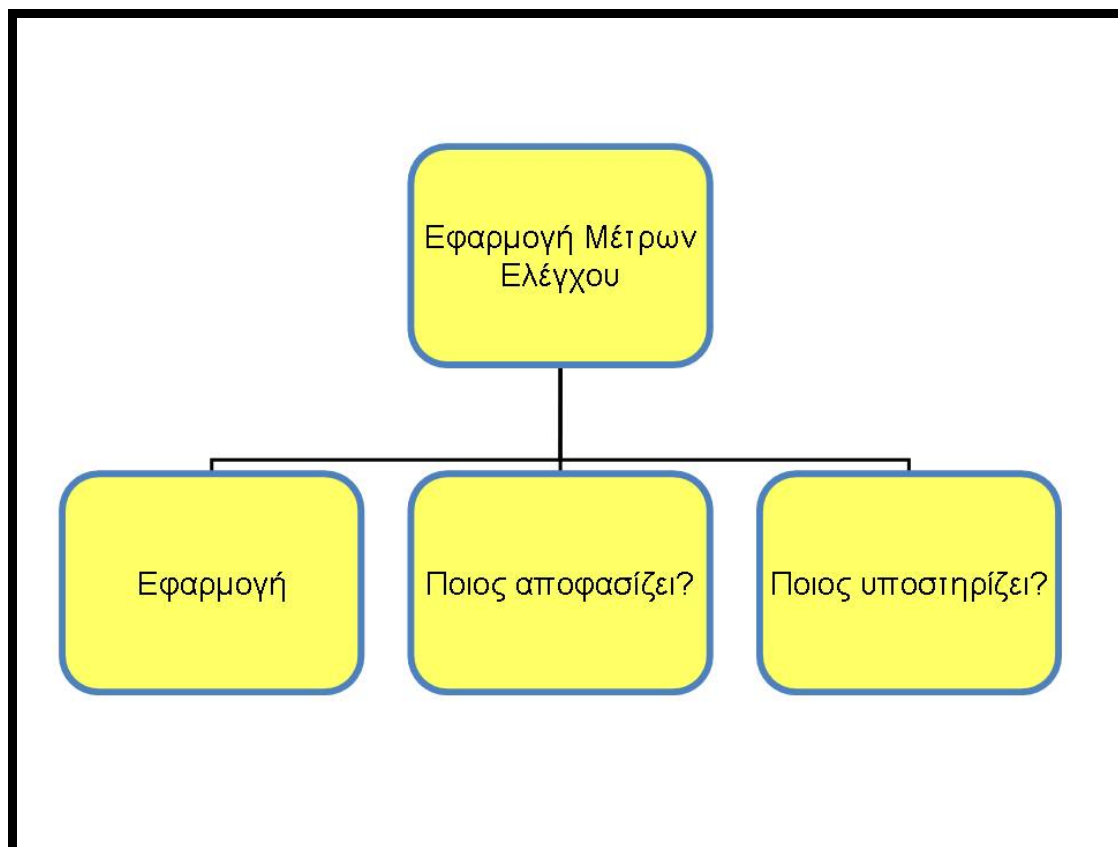 Εφαρμογή Μέτρων
Ελέγχου
Εφαρμογή
Ποιος αποφασίζει?
Ποιος υποστηρίζει?